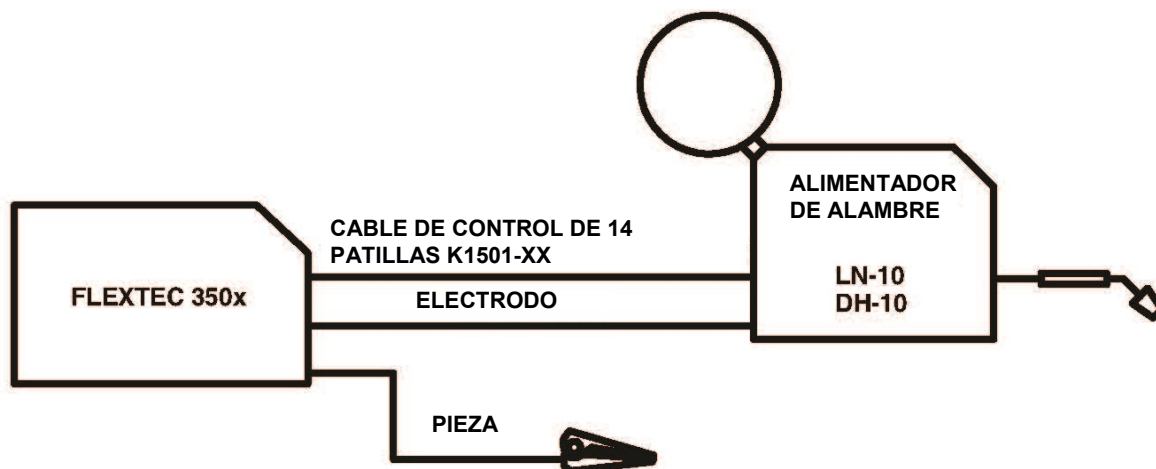 ALIMENTADOR
DE ALAMBRE
CABLE DE CONTROL DE 14
PATILLAS K1501-XX
FLEXTEC 350x
ELECTRODO
LN-10
DH-10
PIEZA